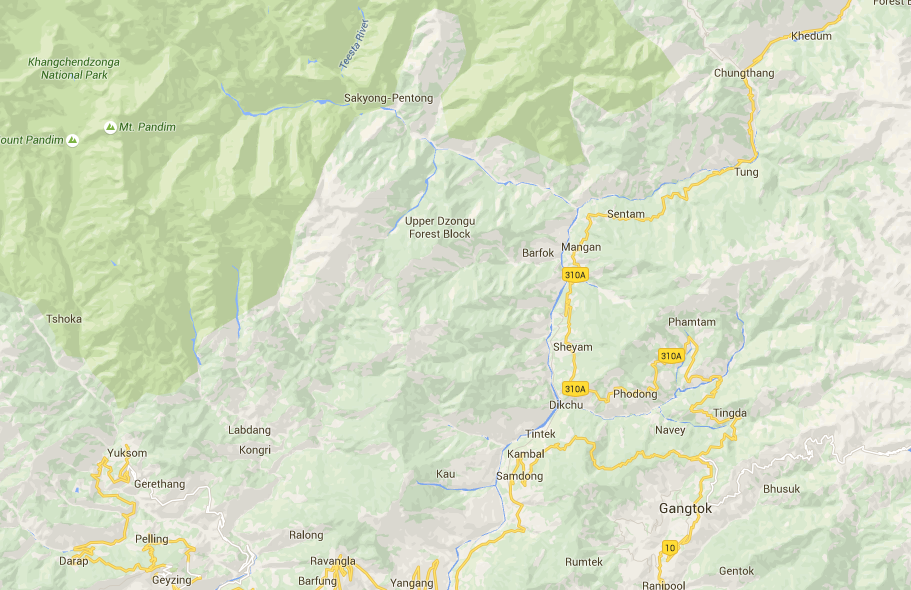 Forest B
Khedum
Teesta River
Khangchendzonga
National Park
Chungthang
Sakyong-Pentong
Mt. Pandim
ount Pandim
Tung
Sentam
Upper Dzongu
Forest Block
Mangan
Barfok
310A
Tshoka
Phamtam
Sheyam
310A
310A
Phodong
Dikchu
Tingda
Labdang
Tintek
Navey
Kongri
Yuksom
Kambal
Kau
Samdong
Gerethang
Bhusuk
Gangtok
Ralong
Pelling
10
Darap
Ravangla
Rumtek
Gentok
Geyzing
Barfung
Yangang
Ranipool